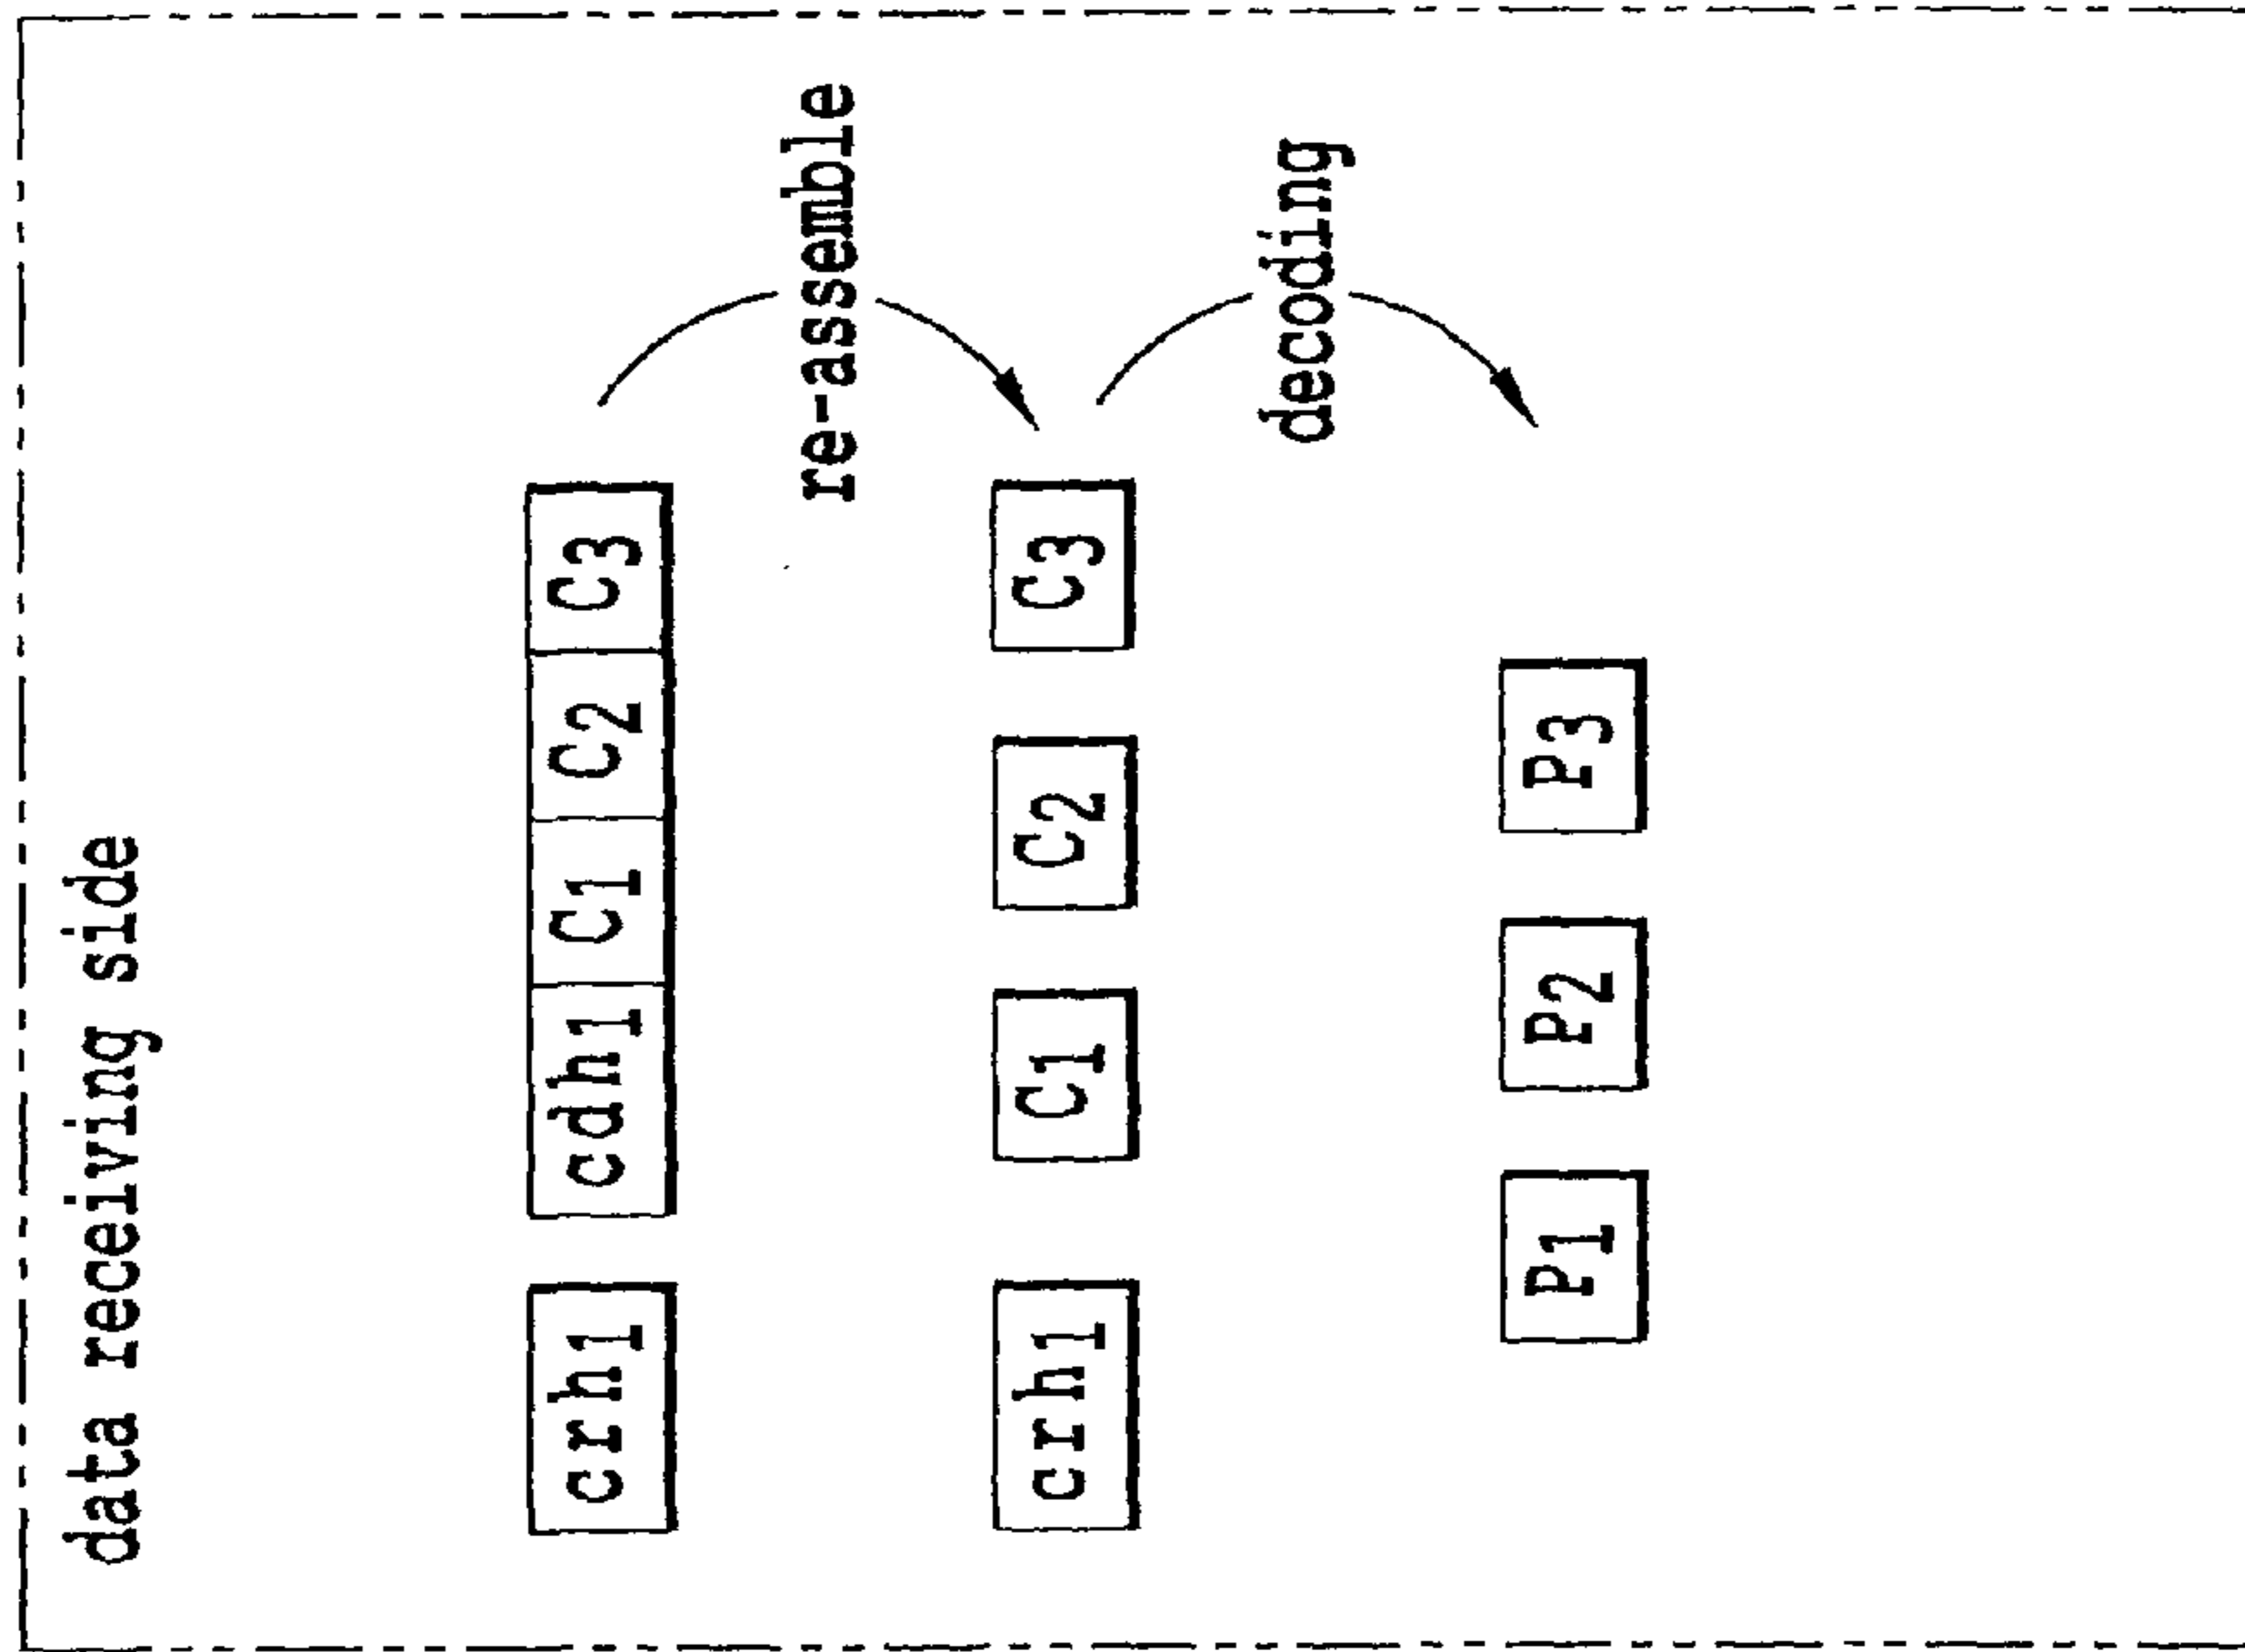 data receiving side
crh1 cdh1 C1 C2 C3
re-assemble
crh1 C1 C2 C3
decoding
P1 P2 P3